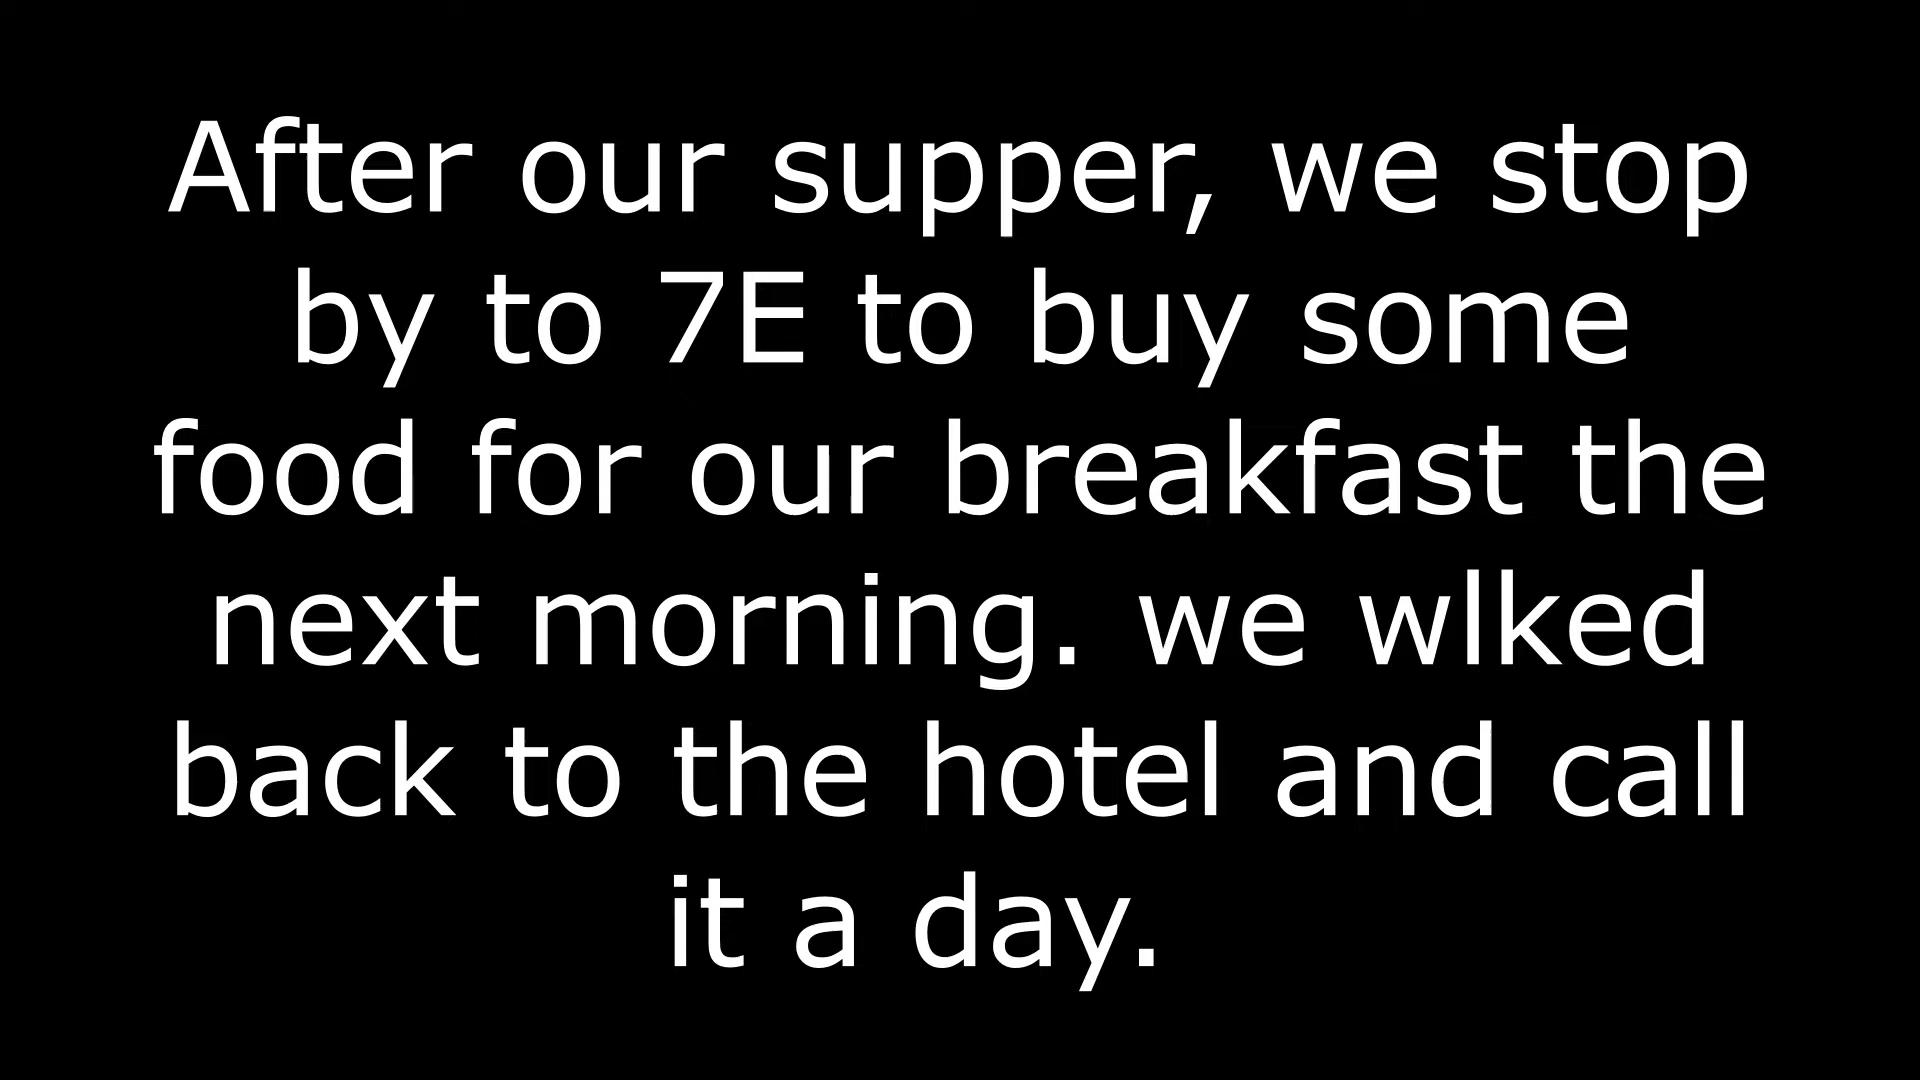 After our supper, we stop
by to 7E to buy some
food for our breakfast the
next morning. we wlked
back to the hotel and call
it a day.